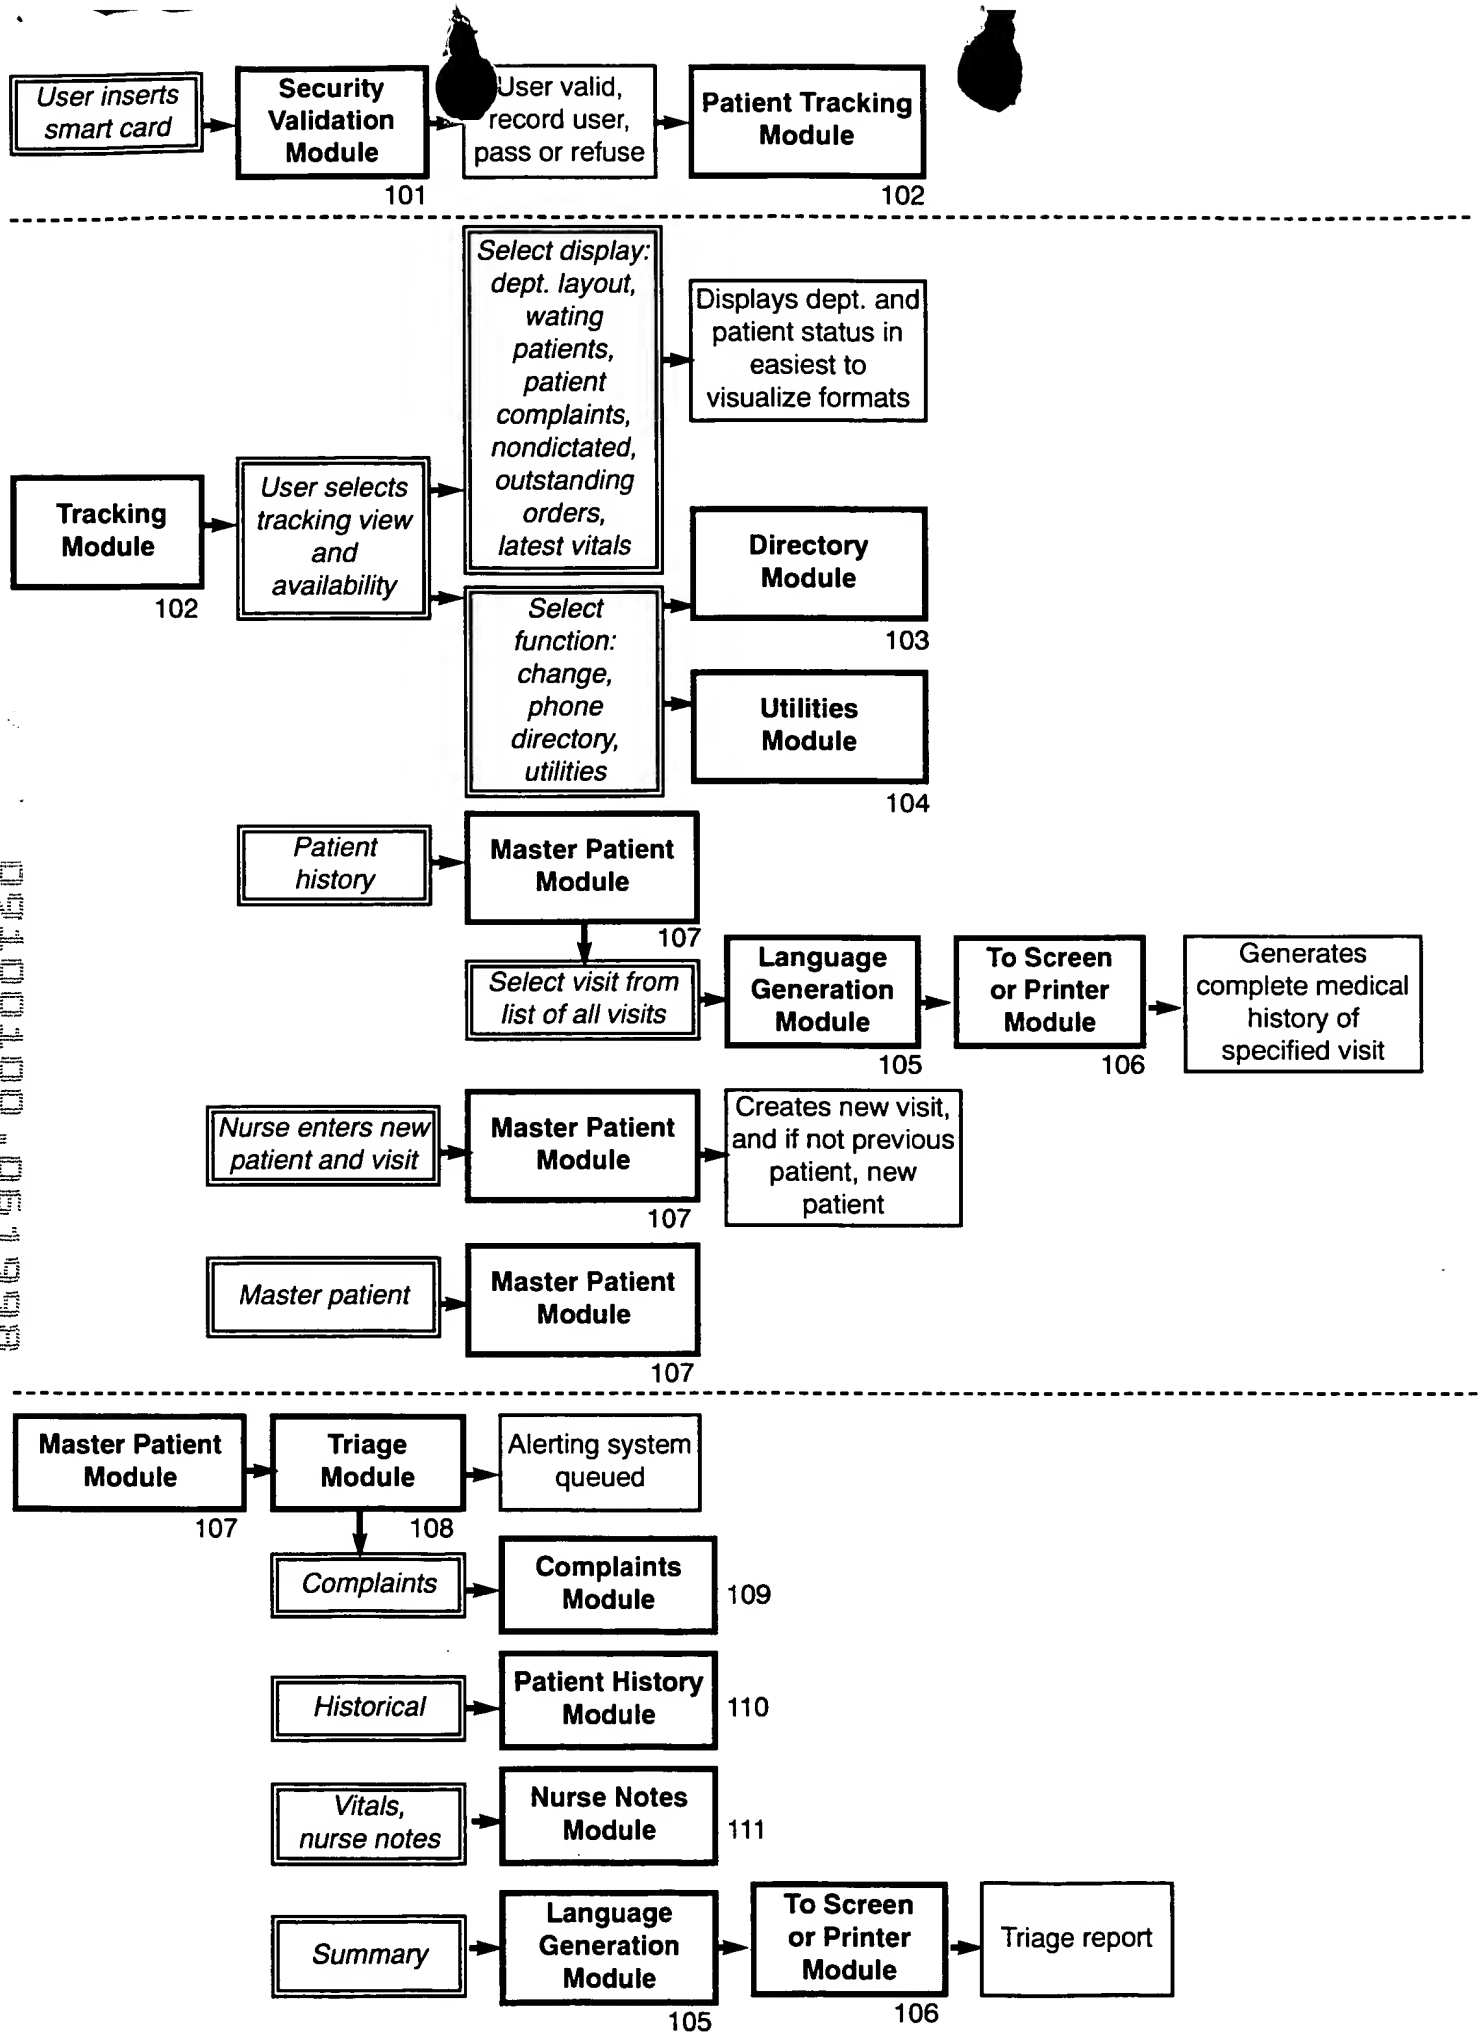 User inserts
smart card
Security
Validation
Module
101
User valid,
record user,
pass or refuse
Patient Tracking
Module
102
Tracking
Module
102
User selects
tracking view
and
availability
Select display:
dept. layout,
wating
patients,
patient
complaints,
nondictated,
outstanding
orders,
latest vitals
Displays dept. and
patient status in
easiest to
visualize formats
Select
function:
change,
phone
directory,
utilities
Directory
Module
103
Utilities
Module
104
Patient
history
Master Patient
Module
107
Select visit from
list of all visits
Language
Generation
Module
105
To Screen
or Printer
Module
106
Generates
complete medical
history of
specified visit
Nurse enters new
patient and visit
Master Patient
Module
107
Creates new visit,
and if not previous
patient, new
patient
Master patient
Master Patient
Module
107
Master Patient
Module
107
Triage
Module
108
Alerting system
queued
Complaints
Complaints
Module
109
Historical
Patient History
Module
110
Vitals,
nurse notes
Nurse Notes
Module
111
Summary
Language
Generation
Module
105
To Screen
or Printer
Module
106
Triage report